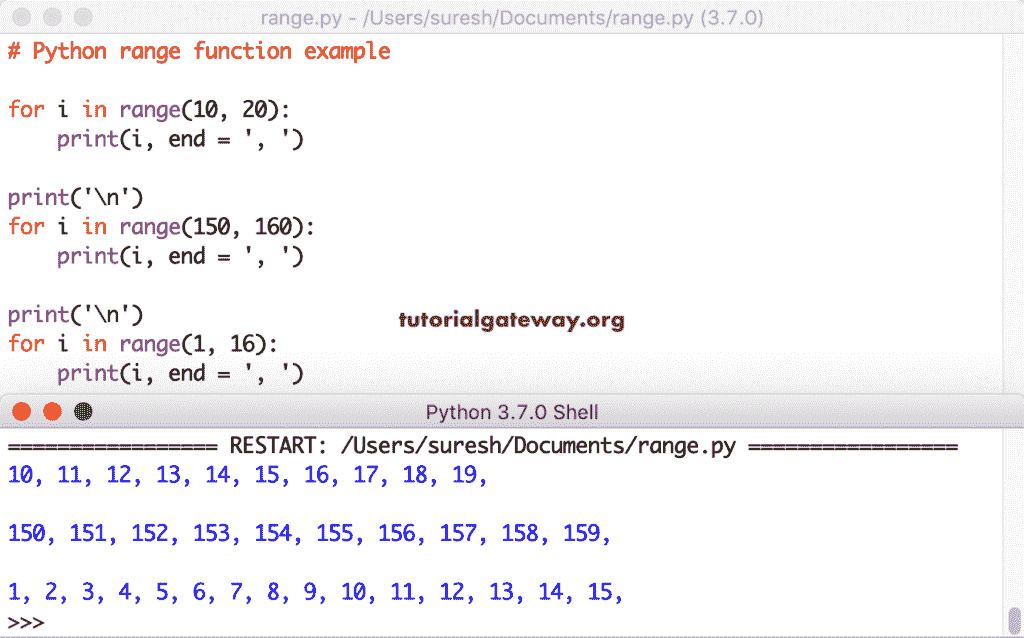 range.py - /Users/suresh/Documents/range.py (3.7.0)
# Python range function example
for i in range(10, 20):
    print(i, end = ', ')
print('\n')
for i in range(150, 160):
    print(i, end = ', ')
print('\n')
tutorialgateway.org
for i in range(1, 16):
    print(i, end = ', ')
Python 3.7.0 Shell
================= RESTART: /Users/suresh/Documents/range.py =================
10, 11, 12, 13, 14, 15, 16, 17, 18, 19,
150, 151, 152, 153, 154, 155, 156, 157, 158, 159,
1, 2, 3, 4, 5, 6, 7, 8, 9, 10, 11, 12, 13, 14, 15,
>>>